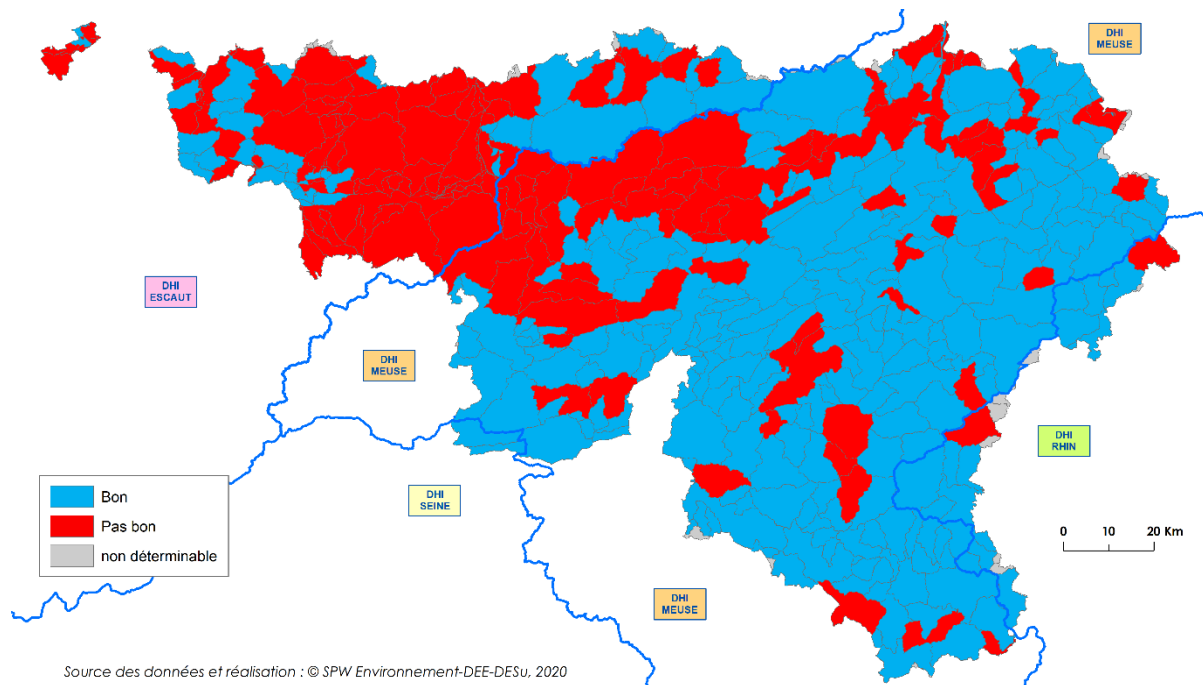 DHI
MEUSE
DHI
ESCAUT
DHI
MEUSE
DHI
RHIN
DHI
SEINE
Bon
Pas bon
non déterminable
0 10 20 Km
DHI
MEUSE
Source des données et réalisation : © SPW Environnement-DEE-DESu, 2020